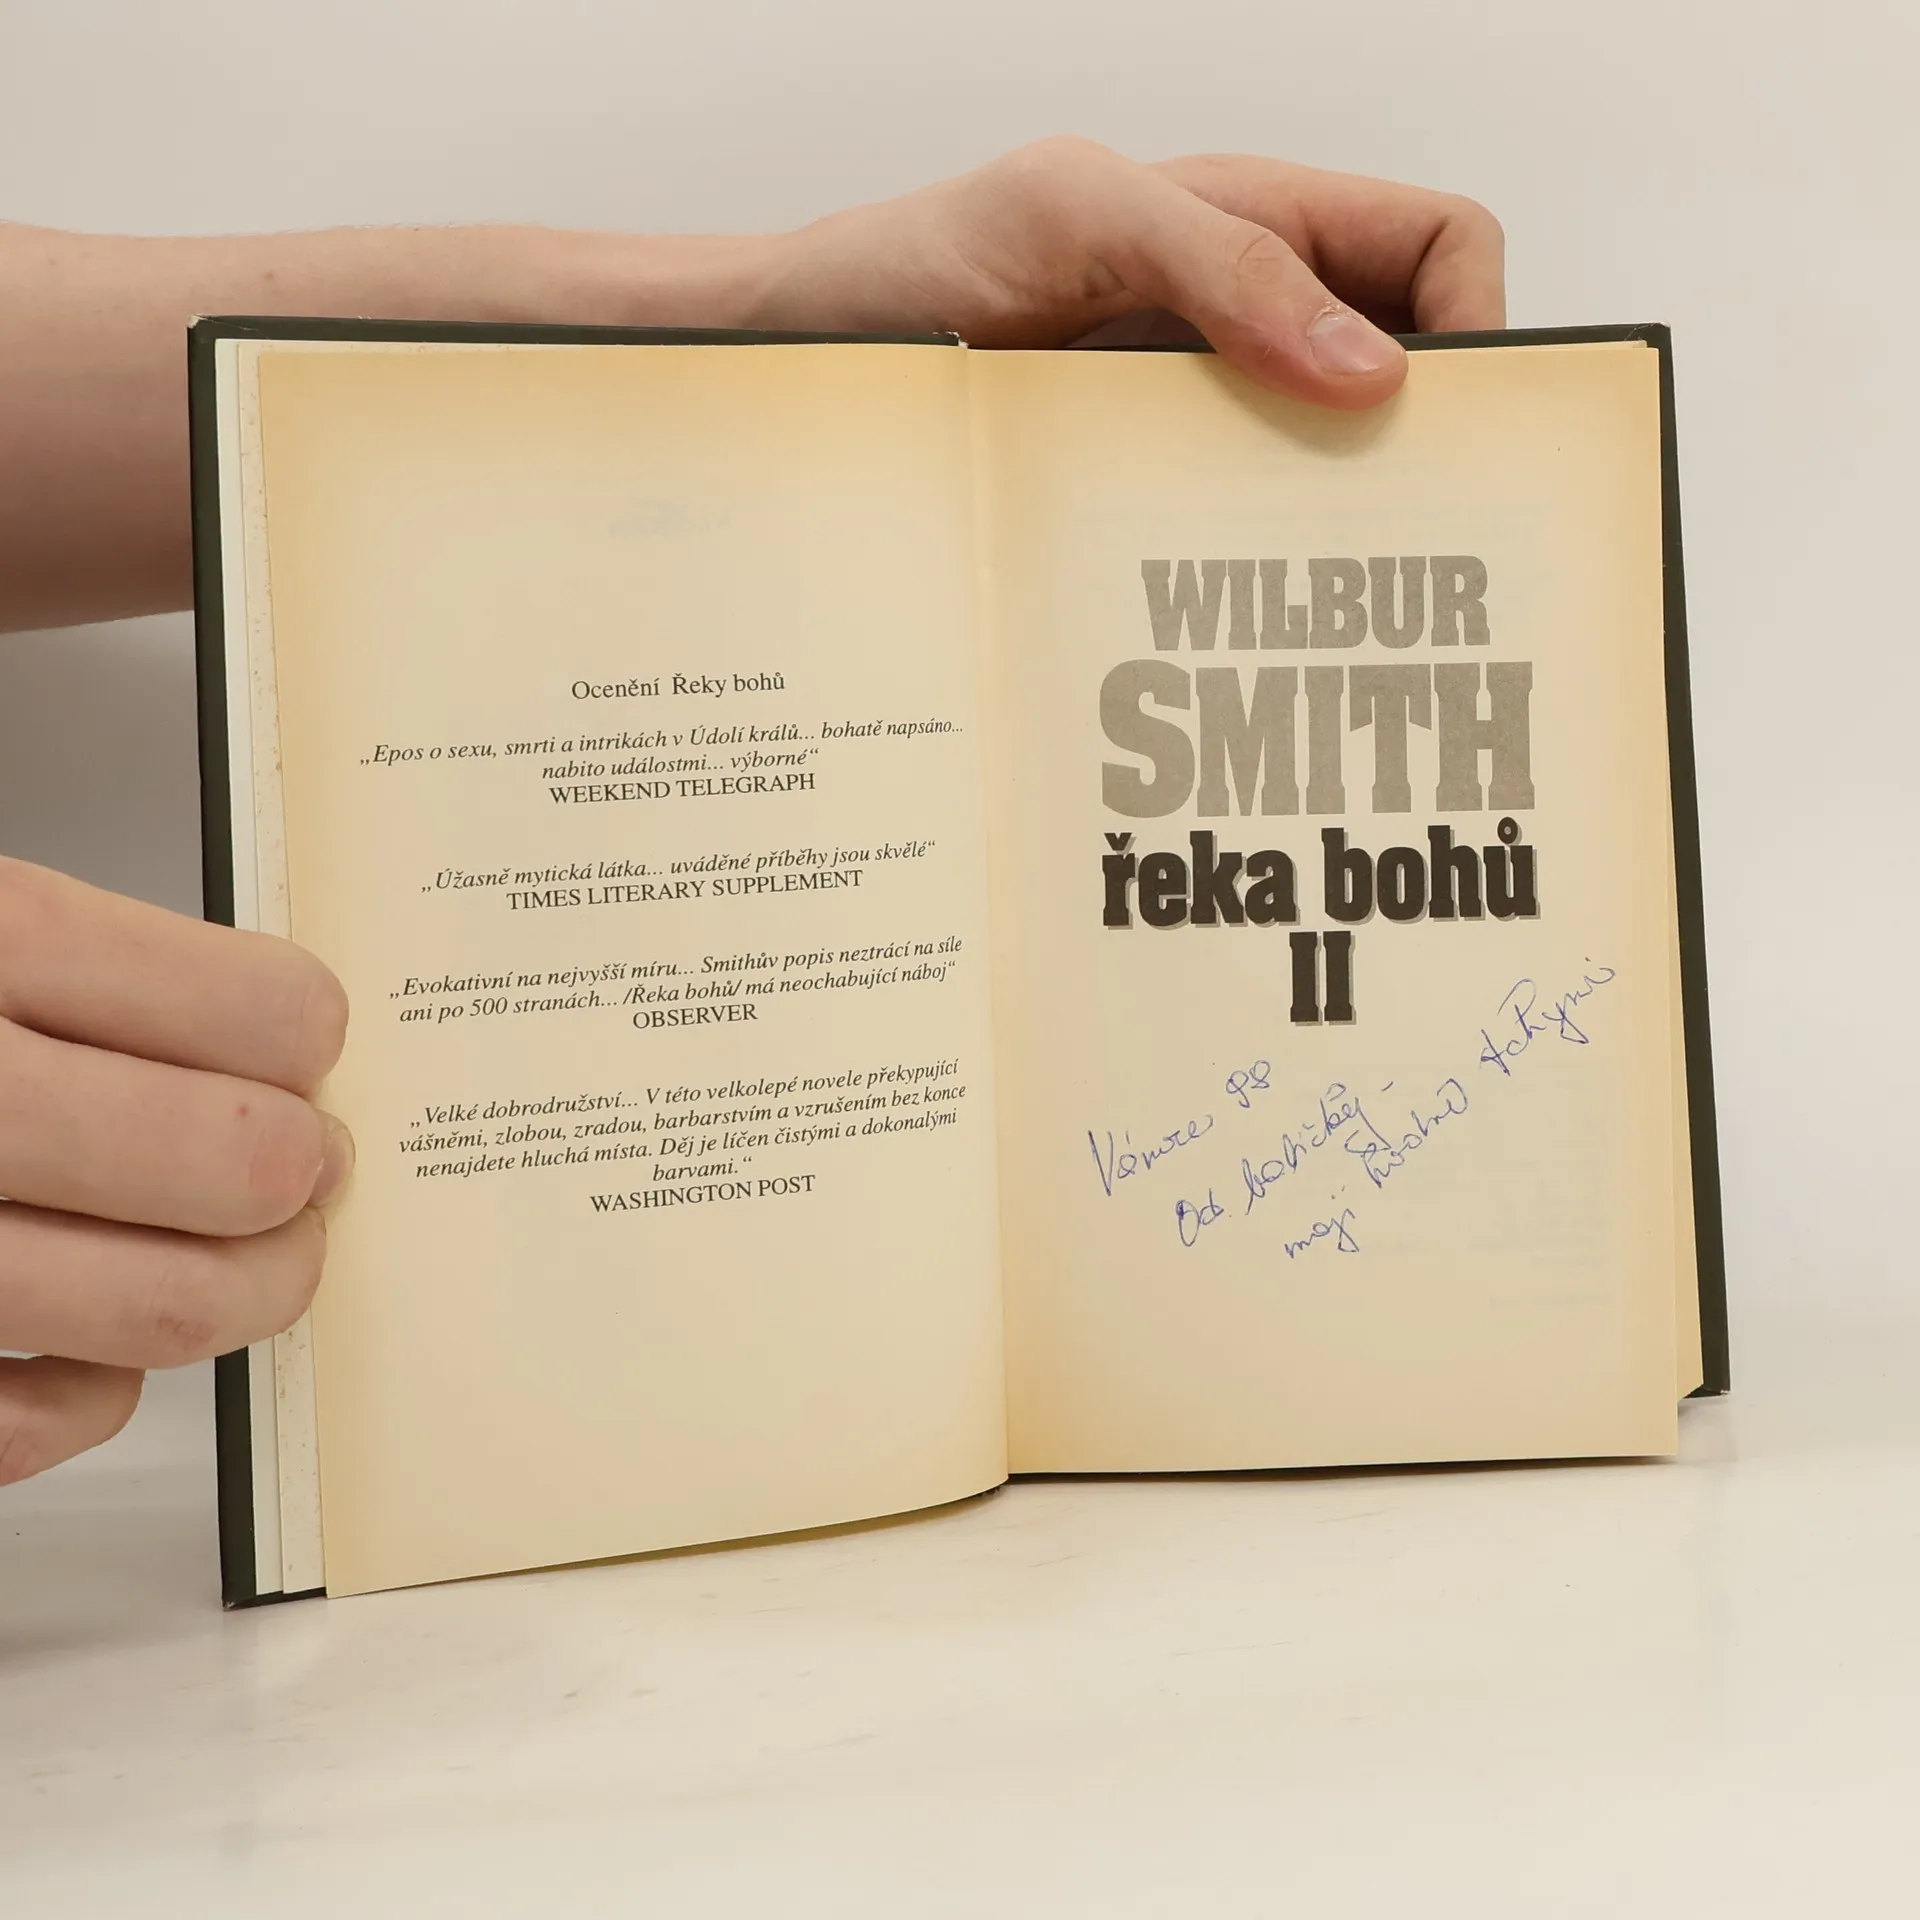 Ocenění Řeky bohů
„Epos o sexu, smrti a intrikách v Údolí králů... bohatě napsáno...
nabito událostmi... výborné“
WEEKEND TELEGRAPH
„Úžasně mytická látka... uváděné příběhy jsou skvělé“
TIMES LITERARY SUPPLEMENT
„Evokativní na nejvyšší míru... Smithův popis neztrácí na síle
ani po 500 stranách... /Řeka bohů/ má neochabující náboj“
OBSERVER
„Velké dobrodružství... V této velkolepé novele překypující
vášněmi, zlobou, zradou, barbarstvím a vzrušením bez konce
nenajdete hluchá místa. Děj je líčen čistými a dokonalými
barvami.“
WASHINGTON POST
WILBUR
SMITH
řeka bohů
II
Vánoce 98
Od babičky
moji hodné